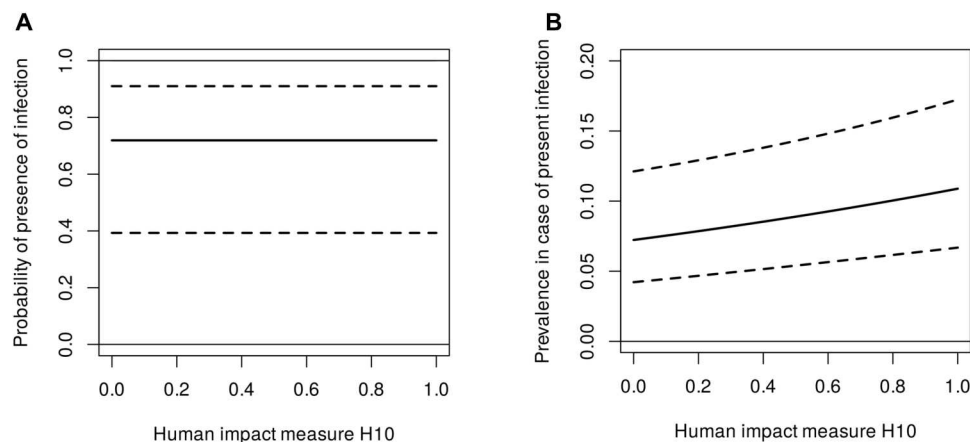 A
Probability of presence of infection
1.0
0.8
0.6
0.4
0.2
0.0
0.0 0.2 0.4 0.6 0.8 1.0
Human impact measure H10
B
Prevalence in case of present infection
0.20
0.15
0.10
0.05
0.00
0.0 0.2 0.4 0.6 0.8 1.0
Human impact measure H10